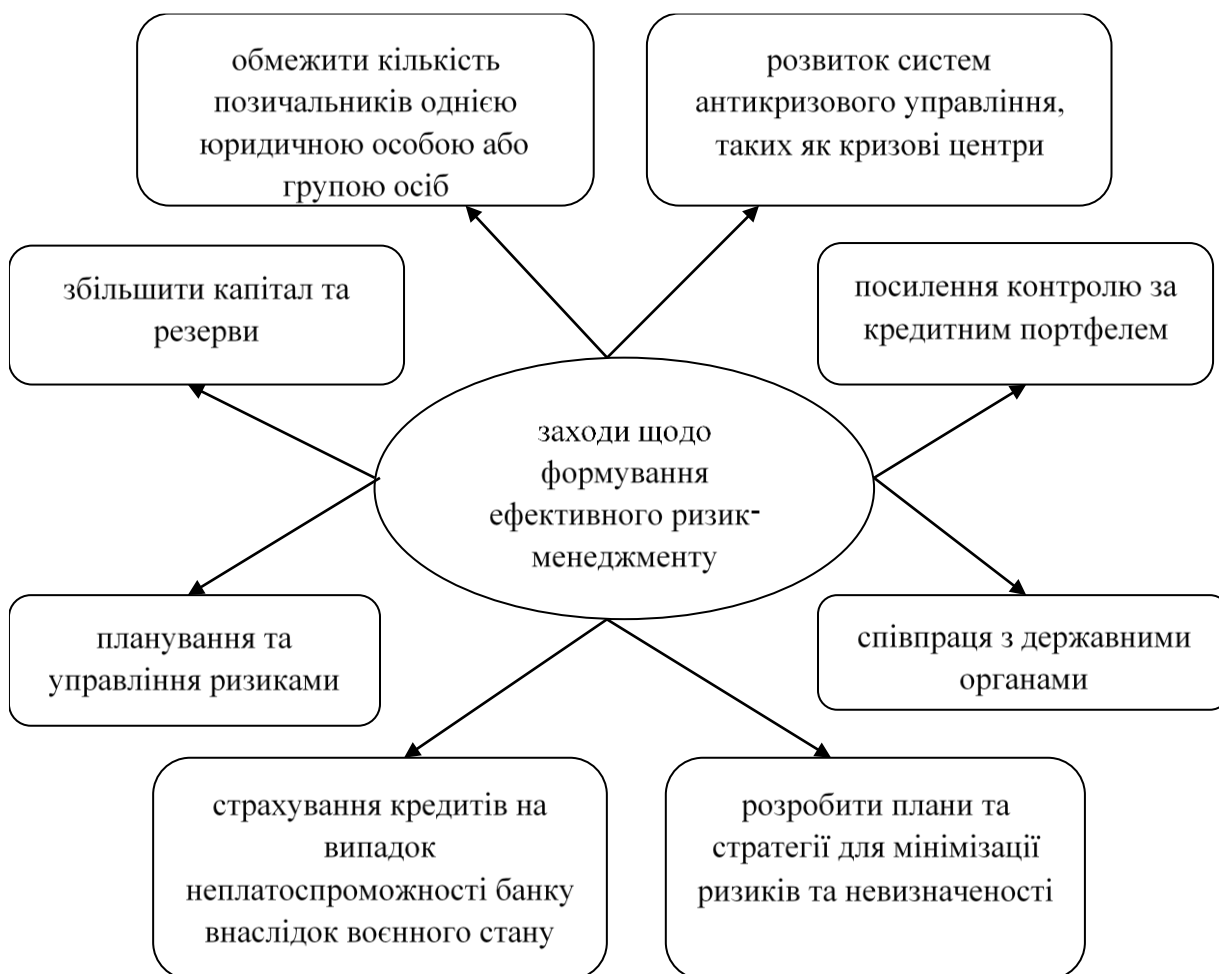 обмежити кількість
позичальників однією
юридичною особою або
групою осіб
розвиток систем
антикризового управління,
таких як кризові центри
збільшити капітал та
резерви
посилення контролю за
кредитним портфелем
заходи щодо
формування
ефективного ризик-
менеджменту
планування та
управління ризиками
співпраця з державними
органами
страхування кредитів на
випадок
неплатоспроможності банку
внаслідок воєнного стану
розробити плани та
стратегії для мінімізації
ризиків та невизначеності